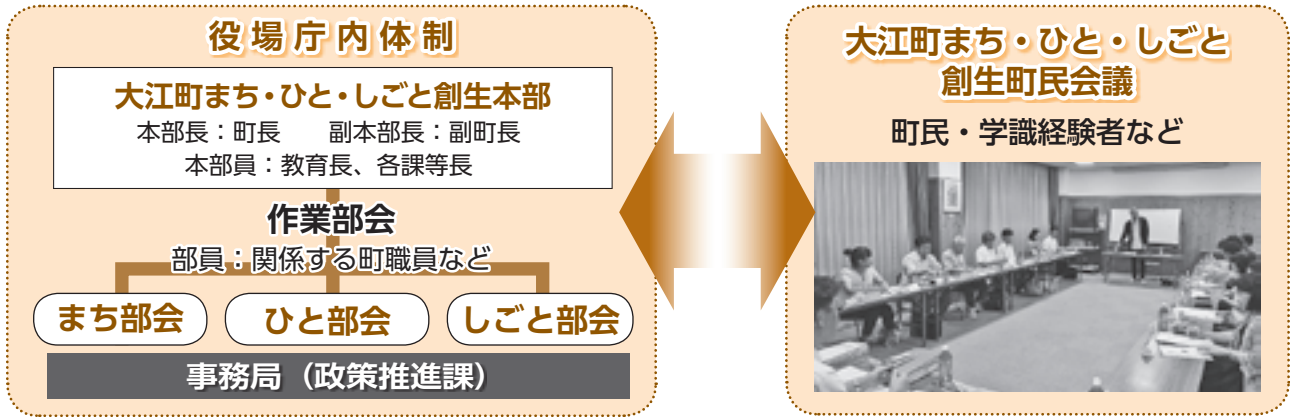 役場庁内体制
大江町まち・ひと・しごと創生本部
本部長：町長　　副本部長：副町長
本部員：教育長、各課等長
作業部会
部員：関係する町職員など
まち部会
ひと部会
しごと部会
事務局（政策推進課）
大江町まち・ひと・しごと
創生町民会議
町民・学識経験者など